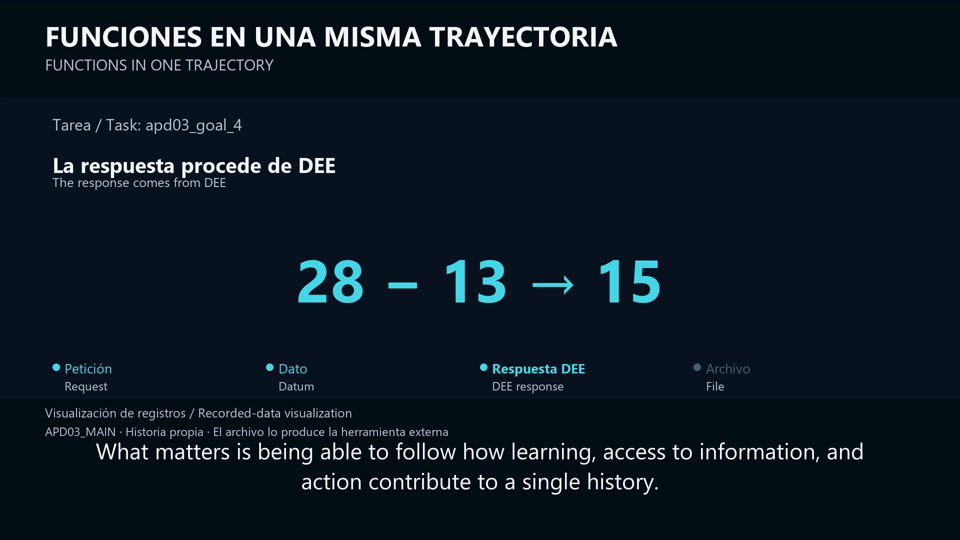 FUNCIONES EN UNA MISMA TRAYECTORIA
FUNCTIONS IN ONE TRAJECTORY
Tarea / Task: apd03_goal_4
La respuesta procede de DEE
The response comes from DEE
28 – 13 → 15
Petición
Request
Dato
Datum
Respuesta DEE
DEE response
Archivo
File
Visualización de registros / Recorded-data visualization
APD03_MAIN · Historia propia · El archivo lo produce la herramienta externa
What matters is being able to follow how learning, access to information, and
action contribute to a single history.